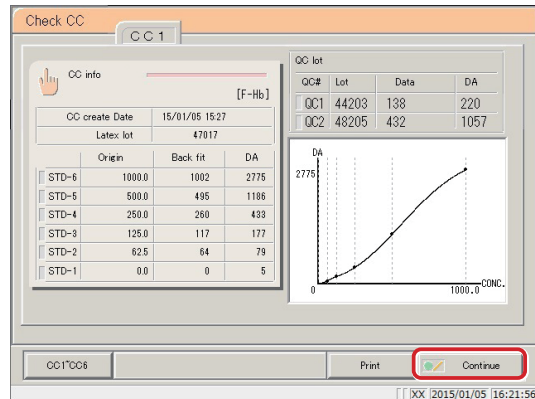 Check CC
CC1
CC info
[F-Hb]
CC create Date 15/01/05 15:27
Latex lot 47017
Origin Back fit DA
STD-6 1000.0 1002 2775
STD-5 500.0 495 1186
STD-4 250.0 260 433
STD-3 125.0 117 177
STD-2 62.5 64 79
STD-1 0.0 0 5
QC lot
QC# Lot Data DA
QC1 44203 138 220
QC2 48205 432 1057
DA
2775
0 1000.0 CONC.
CC1~CC6 Print Continue
XX 2015/01/05 16:21:56